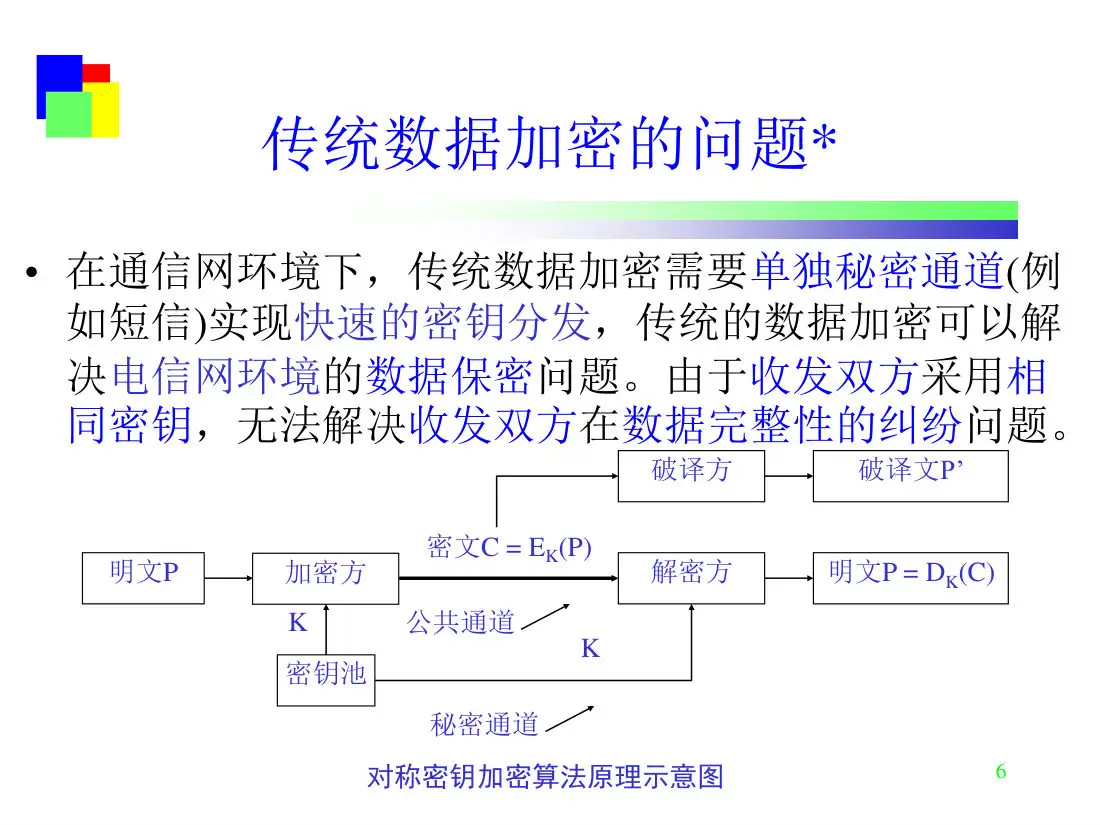 传统数据加密的问题*
• 在通信网环境下，传统数据加密需要单独秘密通道(例
如短信)实现快速的密钥分发，传统的数据加密可以解
决电信网环境的数据保密问题。由于收发双方采用相
同密钥，无法解决收发双方在数据完整性的纠纷问题。
破译方
破译文P’
密文C = EK(P)
明文P
加密方
解密方
明文P = DK(C)
K
公共通道
K
密钥池
秘密通道
对称密钥加密算法原理示意图
6